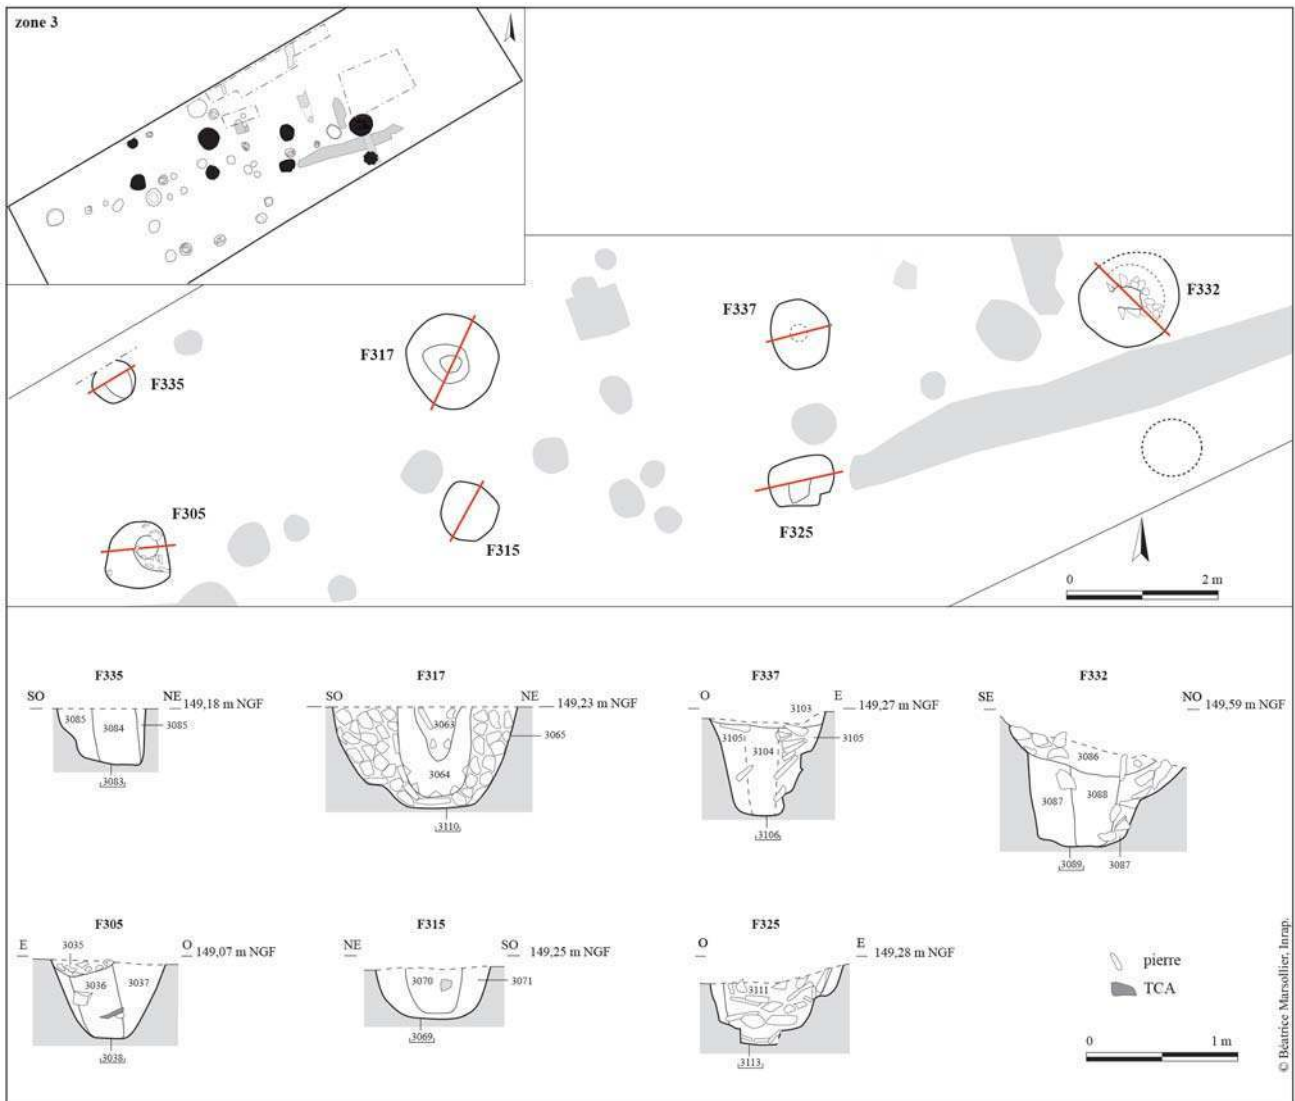 zone 3
F332
F337
F317
F335
F305
F315
F325
0 2 m
F335
SO NE 149,18 m NGF
3085 3084 3085
3083
F317
SO NE 149,23 m NGF
3063
3065
3064
3110
F337
O E 149,27 m NGF
3103
3105 3104 3105
3106
F332
SE NO 149,59 m NGF
3086
3087 3088
3089 3087
F305
E O 149,07 m NGF
3035
3036 3037
3038
F315
NE SO 149,25 m NGF
3070 3071
3069
F325
O E 149,28 m NGF
3111
3113
pierre
TCA
0 1 m
© Béatrice Marsollier, Inrap.